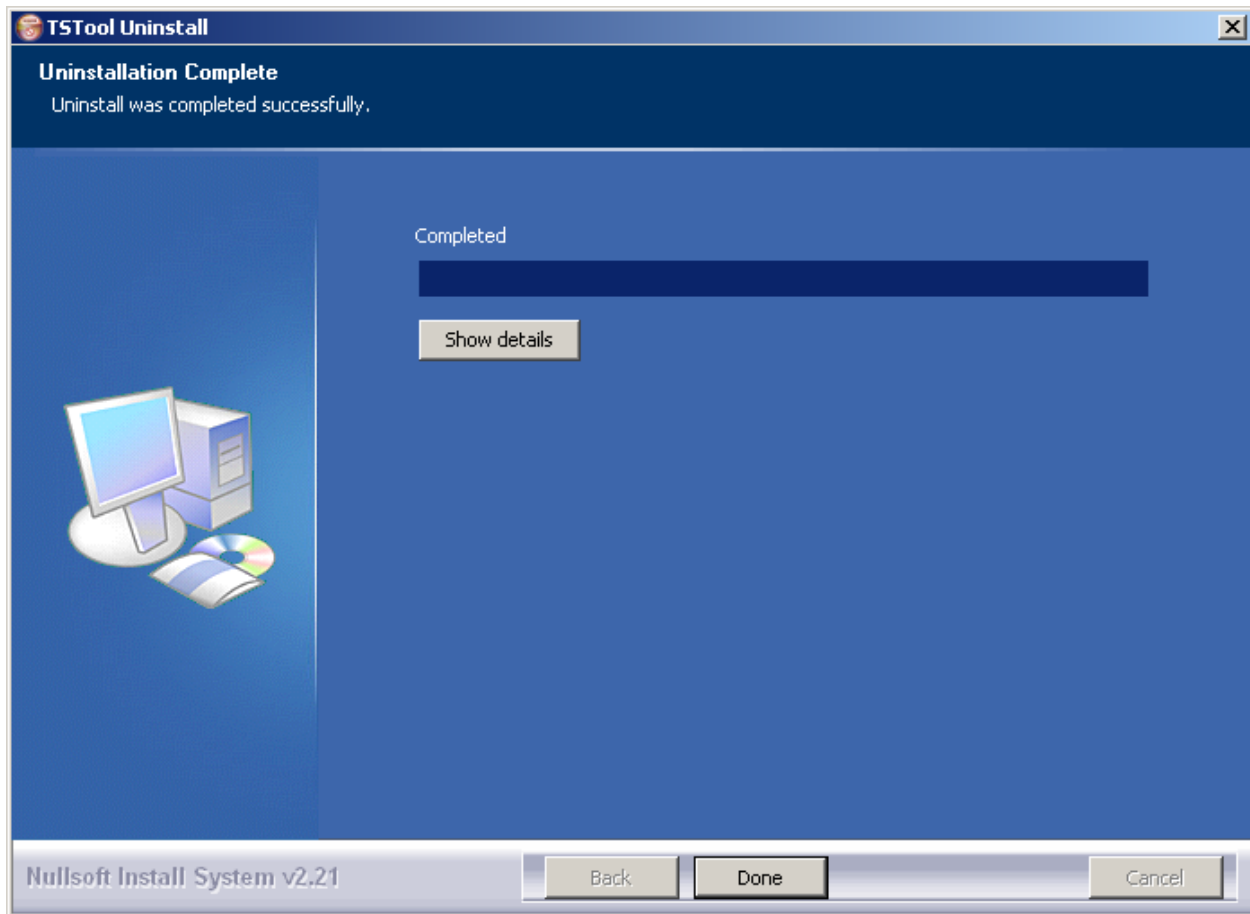 TSTool Uninstall
Uninstallation Complete
Uninstall was completed successfully.
Completed
Show details
Nullsoft Install System v2.21
Back
Done
Cancel